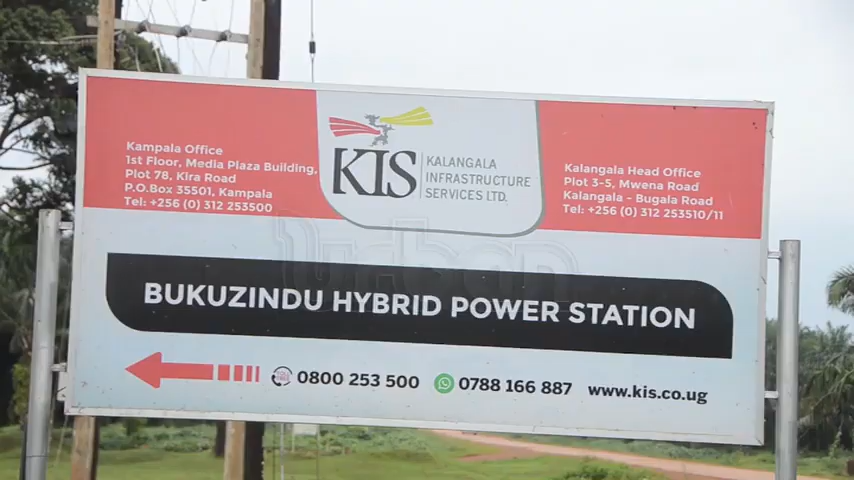 Kampala Office
1st Floor, Media Plaza Building,
Plot 78, Kira Road
P.O.Box 35501, Kampala
Tel: +256 (0) 312 253500
KIS
KALANGALA
INFRASTRUCTURE
SERVICES LTD.
Kalangala Head Office
Plot 3-5, Mwena Road
Kalangala - Bugala Road
Tel: +256 (0) 312 253510/11
urban
BUKUZINDU HYBRID POWER STATION
0800 253 500 0788 166 887 www.kis.co.ug